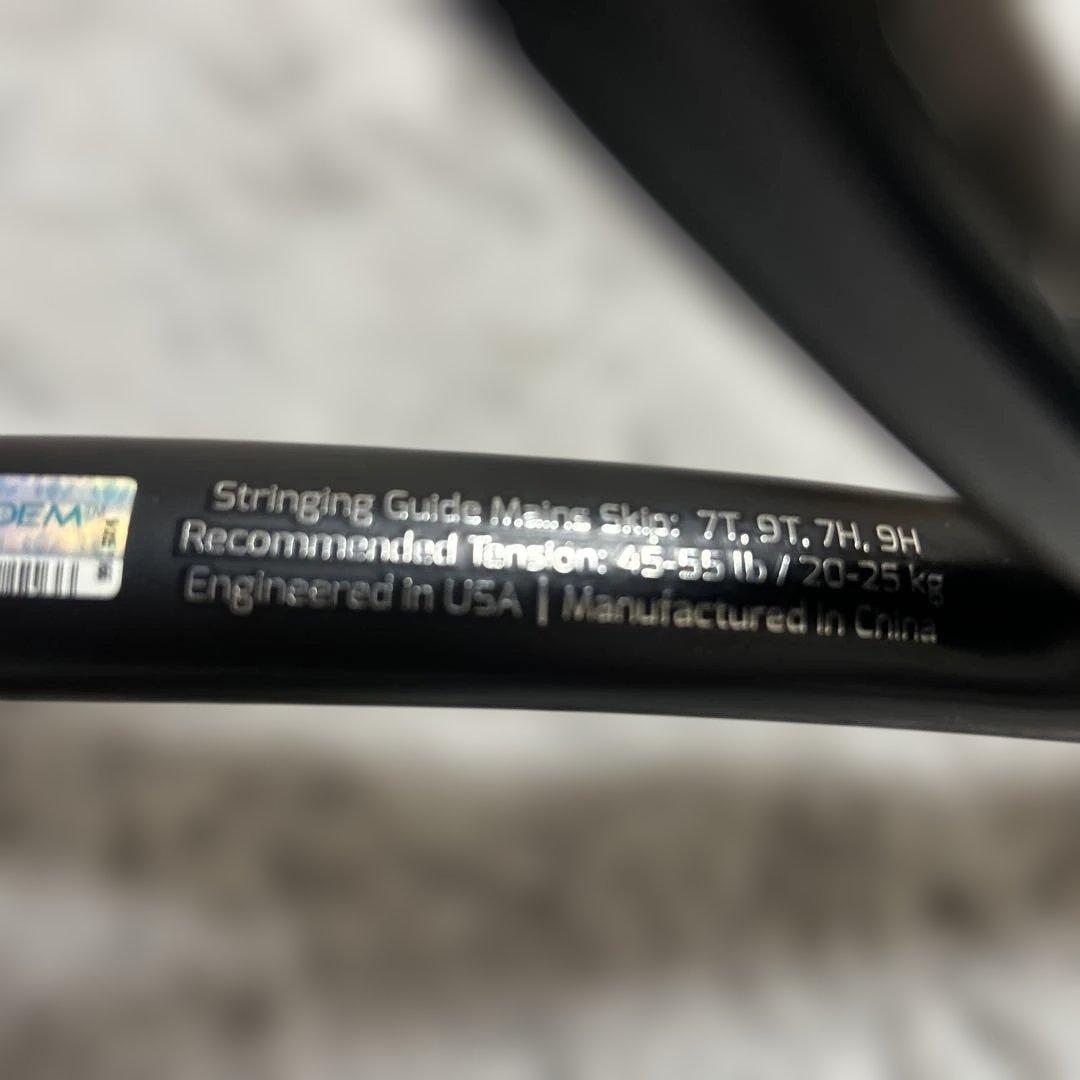 Stringing Guide Mains Skip: 7T, 9T, 7H, 9H
Recommended Tension: 45-55 lb / 20-25 kg
Engineered in USA | Manufactured in China